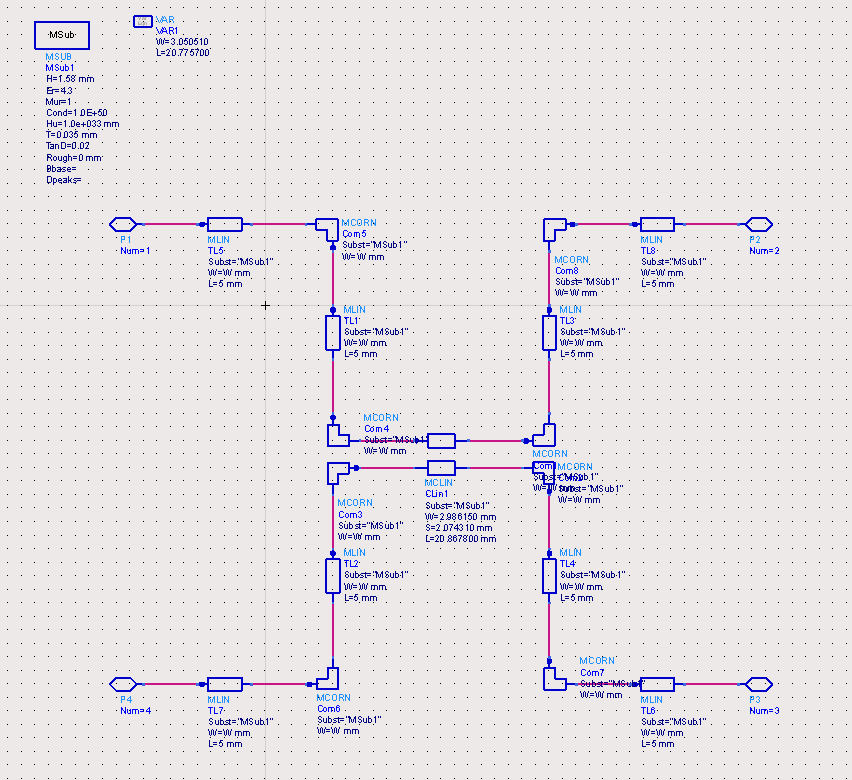 MSub
MSUB
MSub1
H=1.58 mm
Er=4.3
Mur=1
Cond=1.0E+50
Hu=1.0e+033 mm
T=0.035 mm
TanD=0.02
Rough=0 mm
Bbase=
Dpeaks=
VAR
VAR1
W=3.050510
L=20.775700
P1
Num=1
MLIN
TL5
Subst="MSub1"
W=W mm
L=5 mm
MCORN
Corn5
Subst="MSub1"
W=W mm
MCORN
Corn8
Subst="MSub1"
W=W mm
MLIN
TL8
Subst="MSub1"
W=W mm
L=5 mm
P2
Num=2
MLIN
TL1
Subst="MSub1"
W=W mm
L=5 mm
MLIN
TL3
Subst="MSub1"
W=W mm
L=5 mm
MCORN
Corn4
Subst="MSub1"
W=W mm
MCORN
MCORN
Subst="MSub1"
W=W mm
MCORN
Corn3
Subst="MSub1"
W=W mm
MCLIN
CLin1
Subst="MSub1"
W=2.986150 mm
S=2.074310 mm
L=20.867800 mm
MLIN
TL2
Subst="MSub1"
W=W mm
L=5 mm
MLIN
TL4
Subst="MSub1"
W=W mm
L=5 mm
P4
Num=4
MLIN
TL7
Subst="MSub1"
W=W mm
L=5 mm
MCORN
Corn6
Subst="MSub1"
W=W mm
MCORN
Corn7
Subst="MSub1"
W=W mm
MLIN
TL6
Subst="MSub1"
W=W mm
L=5 mm
P3
Num=3